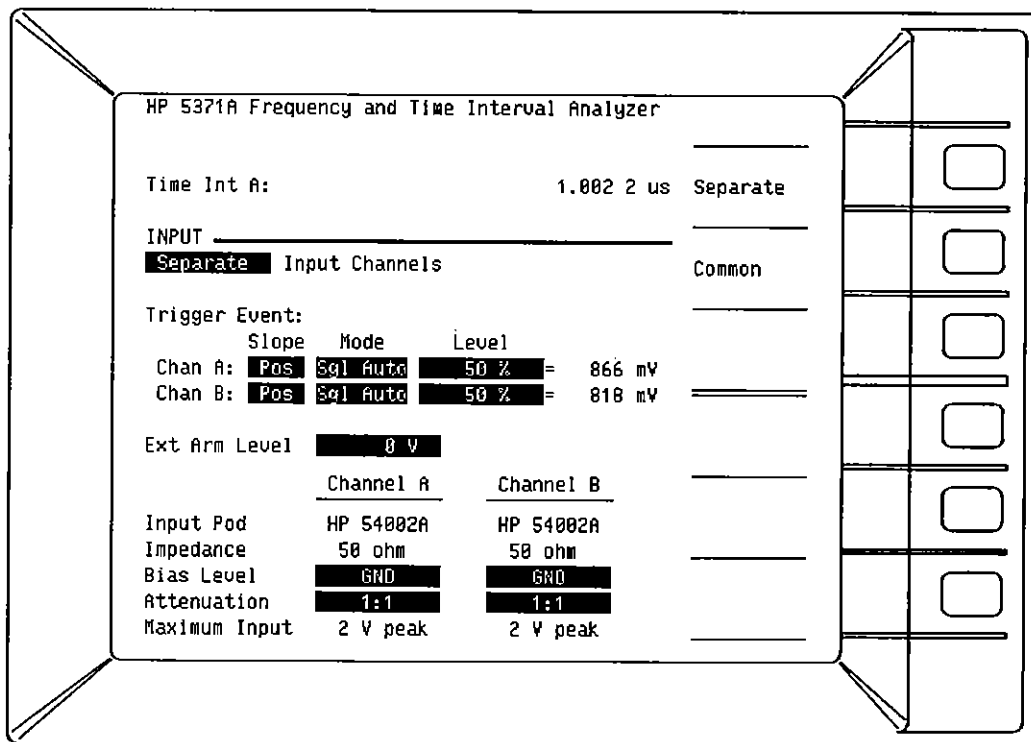 HP 5371A Frequency and Time Interval Analyzer
Time Int A: 1.002 2 us
Separate
INPUT
Separate Input Channels
Common
Trigger Event:
Slope Mode Level
Chan A: Pos Sgl Auto 50 % = 866 mV
Chan B: Pos Sgl Auto 50 % = 818 mV
Ext Arm Level 0 V
Channel A Channel B
Input Pod HP 54002A HP 54002A
Impedance 50 ohm 50 ohm
Bias Level GND GND
Attenuation 1:1 1:1
Maximum Input 2 V peak 2 V peak